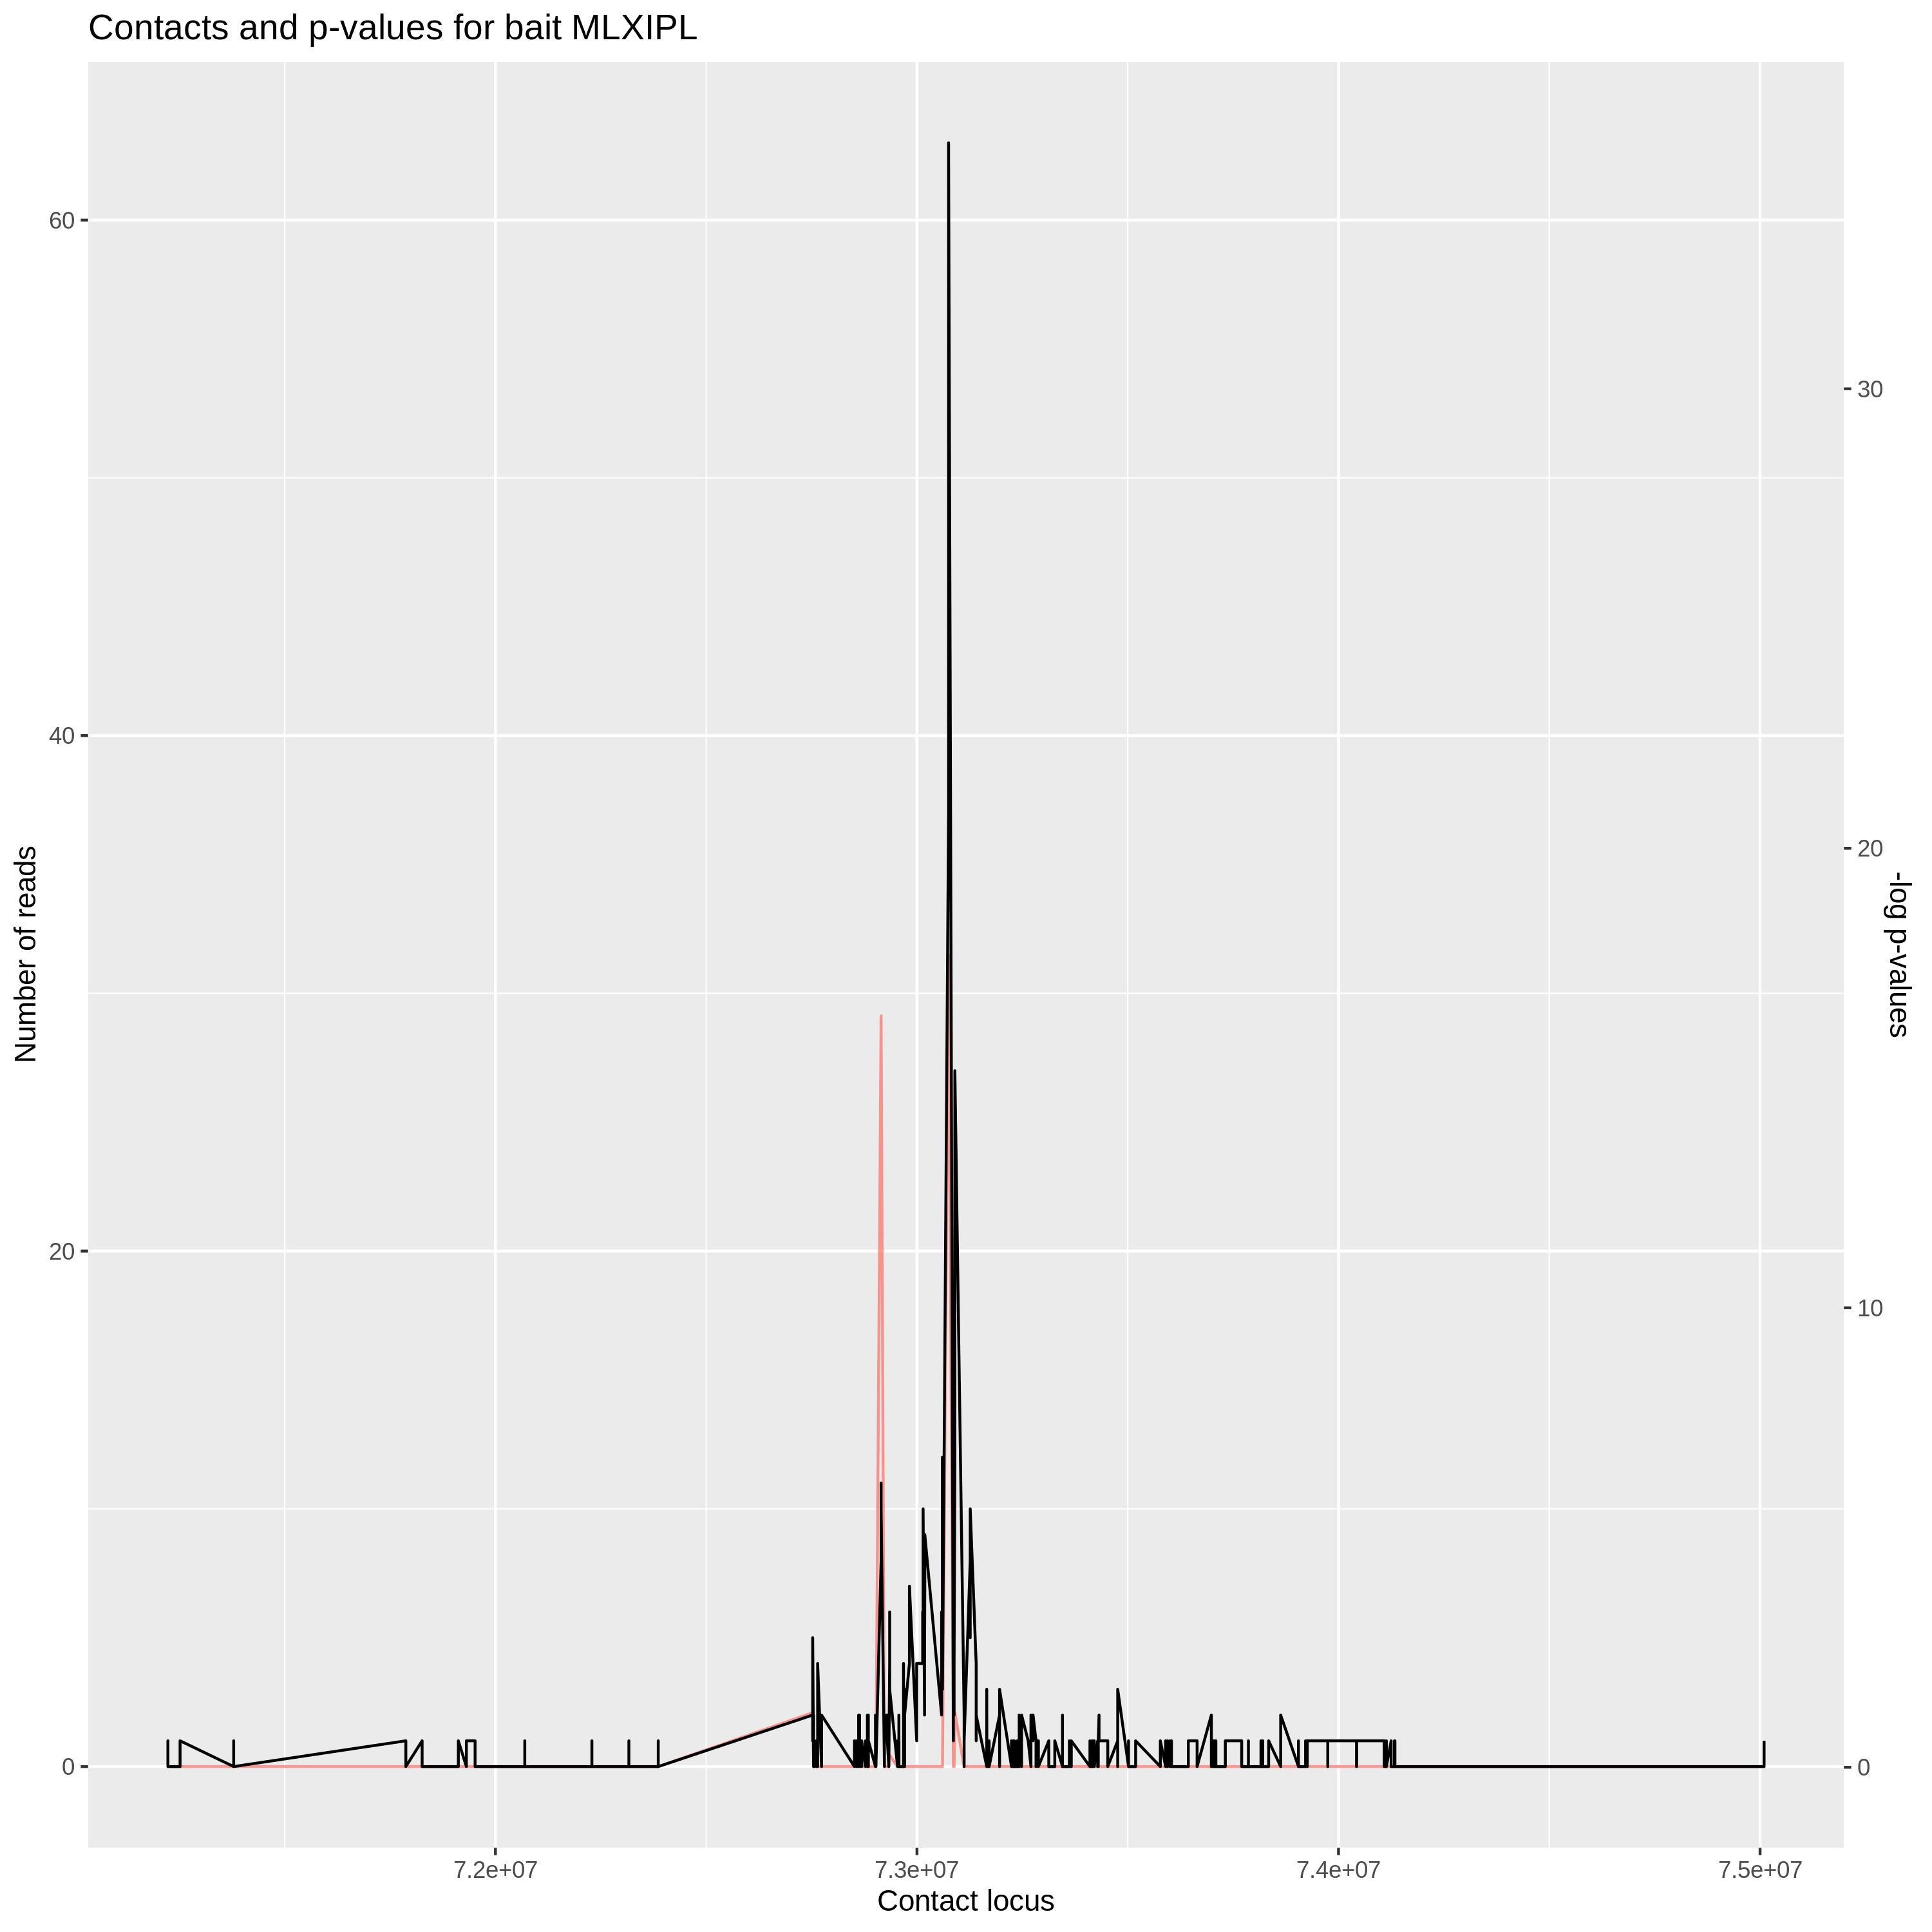 Contacts and p-values for bait MLXIPL
60
40
20
0
30
20
10
0
Number of reads
-log p-values
7.2e+07 7.3e+07 7.4e+07 7.5e+07
Contact locus